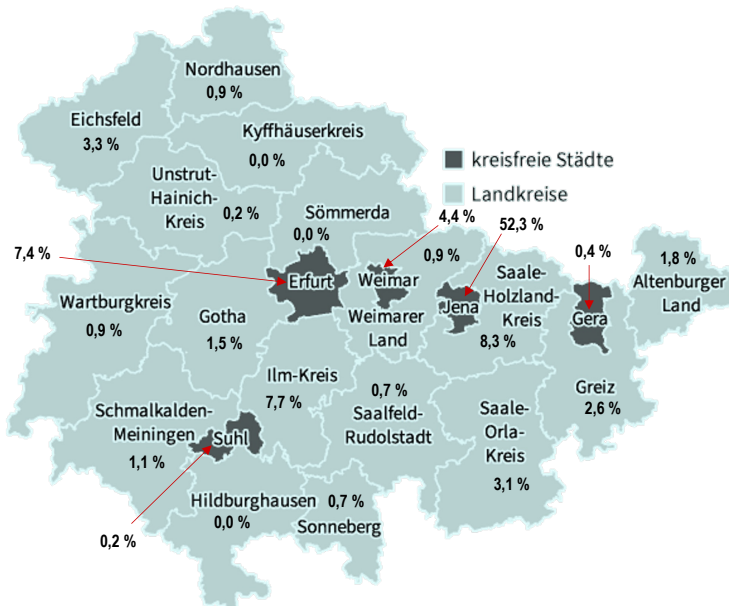 Nordhausen
0,9 %
Eichsfeld
3,3 %
Kyffhäuserkreis
0,0 %
kreisfreie Städte
Landkreise
Unstrut-
Hainich-
Kreis
0,2 %
Sömmerda
0,0 %
4,4 %
52,3 %
7,4 %
0,9 %
0,4 %
1,8 %
Altenburger
Land
Erfurt
Weimar
Saale-
Holzland-
Kreis
8,3 %
Wartburgkreis
0,9 %
Gotha
1,5 %
Weimarer
Land
Jena
Gera
Ilm-Kreis
7,7 %
0,7 %
Saalfeld-
Rudolstadt
Greiz
2,6 %
Schmalkalden-
Meiningen
1,1 %
Suhl
Saale-
Orla-
Kreis
3,1 %
Hildburghausen
0,0 %
0,7 %
Sonneberg
0,2 %